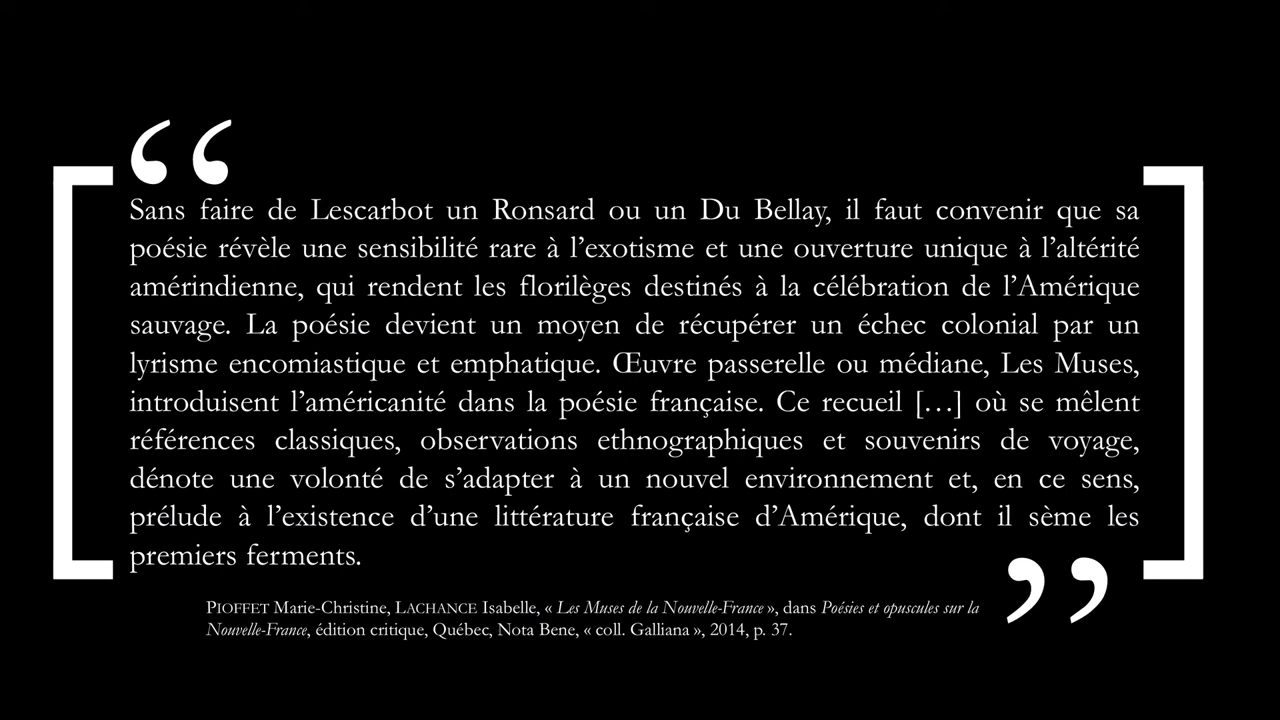 “
Sans faire de Lescarbot un Ronsard ou un Du Bellay, il faut convenir que sa
poésie révèle une sensibilité rare à l’exotisme et une ouverture unique à l’altérité
amérindienne, qui rendent les florilèges destinés à la célébration de l’Amérique
sauvage. La poésie devient un moyen de récupérer un échec colonial par un
lyrisme encomiastique et emphatique. Œuvre passerelle ou médiane, Les Muses,
introduisent l’américanité dans la poésie française. Ce recueil […] où se mêlent
références classiques, observations ethnographiques et souvenirs de voyage,
dénote une volonté de s’adapter à un nouvel environnement et, en ce sens,
prélude à l’existence d’une littérature française d’Amérique, dont il sème les
premiers ferments.
”
PIOFFET Marie-Christine, LACHANCE Isabelle, « Les Muses de la Nouvelle-France », dans Poésies et opuscules sur la
Nouvelle-France, édition critique, Québec, Nota Bene, « coll. Galliana », 2014, p. 37.